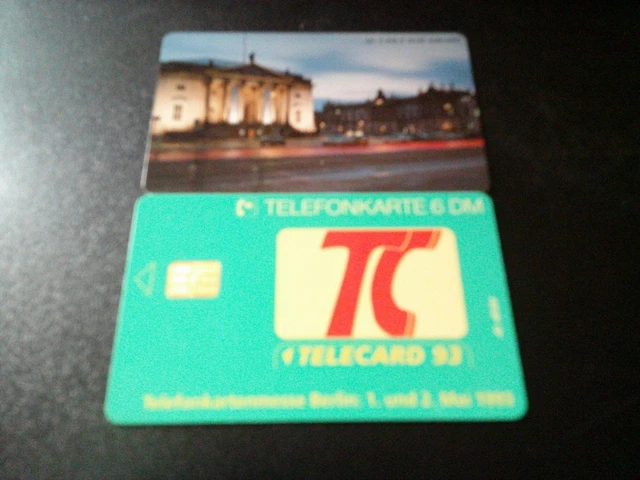 TELEFONKARTE 6 DM
TC
TELECARD 93
Telefonkartenmesse Berlin: 1. und 2. Mai 1993